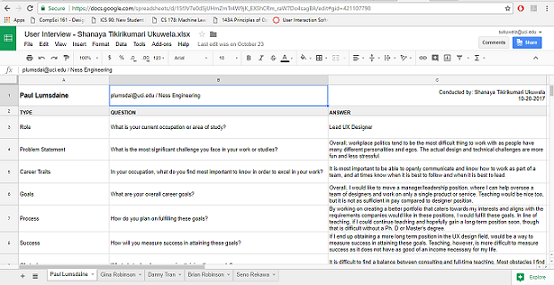 Secure | https://docs.google.com/spreadsheets/d/
Apps CompSci 161 - Design ICS 90: New Student CS 178: Machine Lea 1434 Principles of O User Interaction Soft
User Interview - Shanaya Tikirikumari Ukuwela.xlsx
File Edit View Insert Format Data Tools Add-ons Help Last edit was on October 23
Comments Share
plumsdai@uci.edu / Ness Engineering
A B C
1 Paul Lumsdaine plumsdai@uci.edu / Ness Engineering Conducted by: Shanaya Tikirikumari Ukuwela
10-20-2017
2 TYPE QUESTION ANSWER
3 Role What is your current occupation or area of study? Lead UX Designer
4 Problem Statement What is the most significant challenge you face in your work or studies? Overall, workplace politics tend to be the most difficult thing to work with as people have
many different personalities and egos. The actual design and technical challenges are more
fun and less stressful
5 Career Traits In your occupation, what do you find most important to know in order to excel in your work? It is most important to be able to openly communicate and know how to work as part of a
team, and at times know when it is best to follow and when it is best to lead.
6 Goals What are your overall career goals? Overall, I would like to move a manager/leadership position, where I can help oversee a
team of designers and work on only a single product or service. Teaching would be nice too,
but it is not as sufficient in pay compared to designer position.
7 Process How do you plan on fulfilling these goals? By working on creating a better portfolio that caters towards my interests and aligns with the
requirements companies would like in these positions, I would fulfill these goals. In line of
teaching, if I could continue teaching and hopefully gain a long term position soon, though
that is difficult without a Ph. D or Master's degree.
8 Success How will you measure success in attaining these goals? If I end up obtaining a more long term position in the UX design field, would be a way to
measure success in attaining these goals. Teaching, however, is more difficult to measure
success as it does not have as good of an income necessary for my life.
It is difficult to find a balance between consulting and full-time teaching. Most obstacles I find
Paul Lumsdaine Gina Robinson Danny Tran Brian Robinson Seno Rekawa Explore